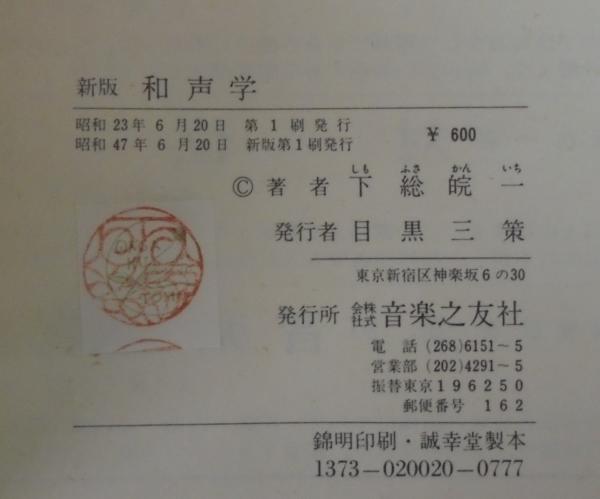 新版 和声学
昭和23年6月20日 第1刷発行
昭和47年6月20日 新版第1刷発行
¥600
しも ふさ かん いち
Ⓒ著者 下総皖一
発行者 目黒三策
東京新宿区神楽坂6の30
発行所 株式会社 音楽之友社
電話 (268)6151〜5
営業部 (202)4291〜5
振替東京196250
郵便番号 162
錦明印刷・誠幸堂製本
1373―020020―0777